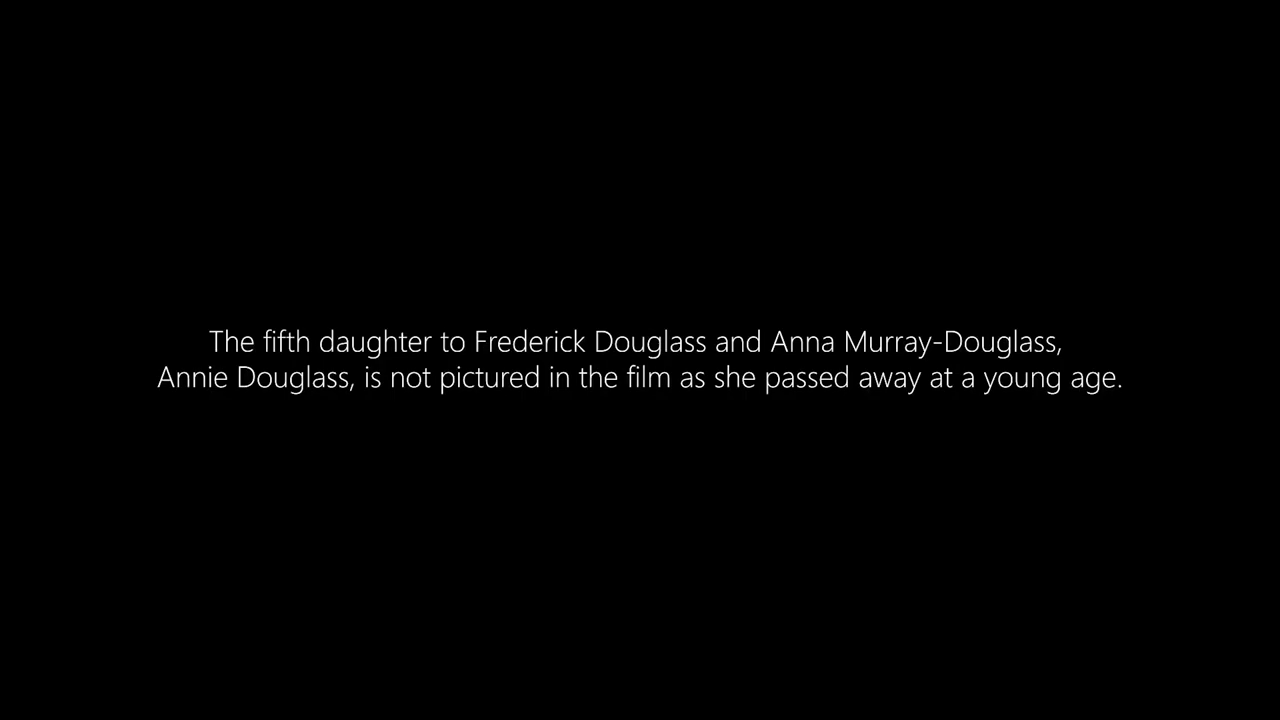 The fifth daughter to Frederick Douglass and Anna Murray-Douglass,
Annie Douglass, is not pictured in the film as she passed away at a young age.